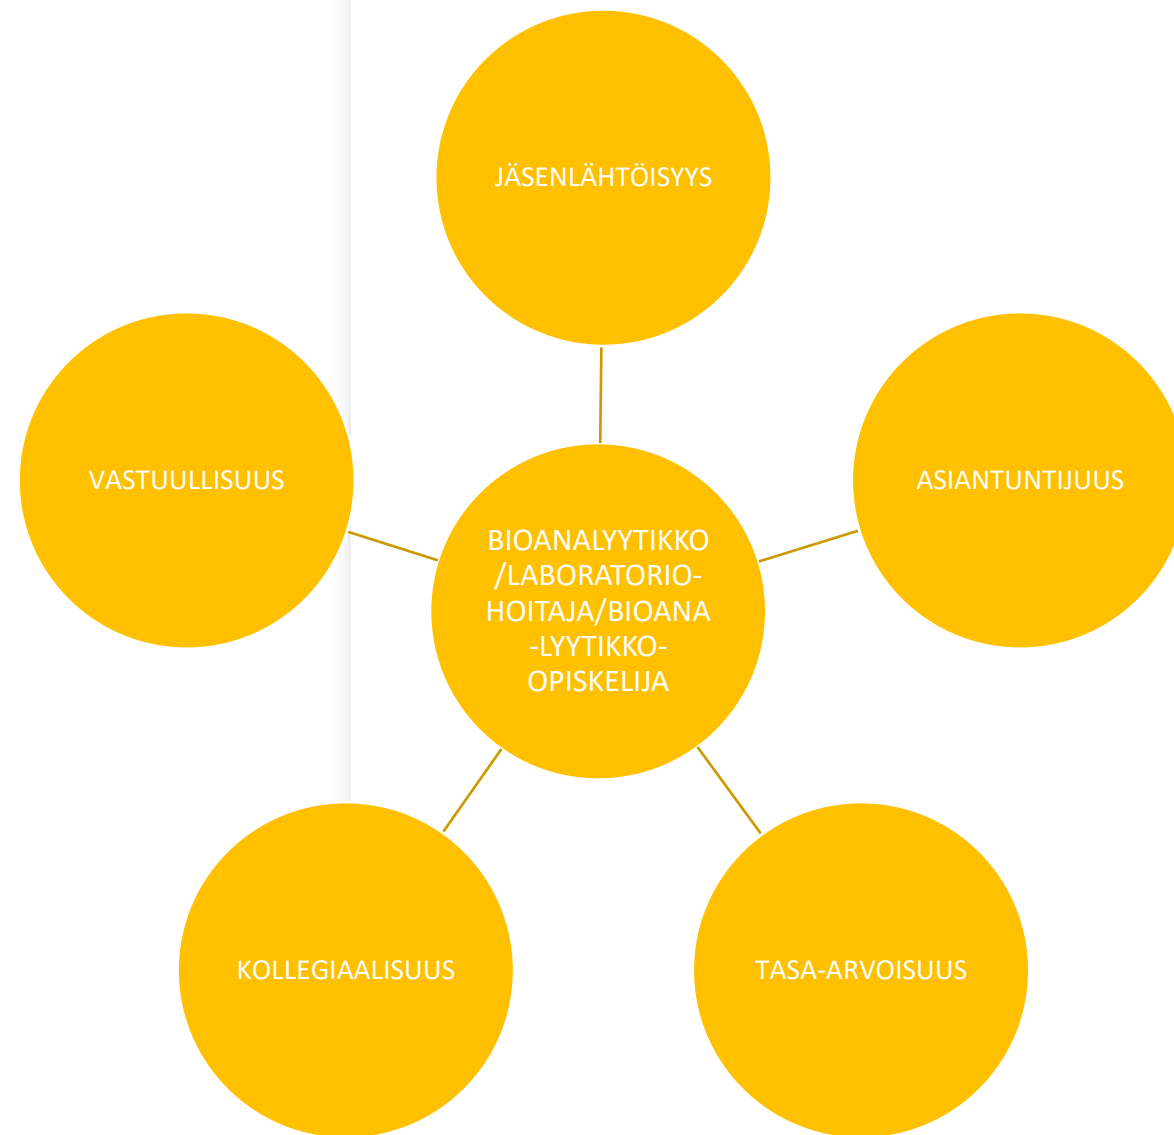 JÄSENLÄHTÖISYYS
VASTUULLISUUS
ASIANTUNTIJUUS
BIOANALYYTIKKO
/LABORATORIO-
HOITAJA/BIOANA
-LYYTIKKO-
OPISKELIJA
KOLLEGIAALISUUS
TASA-ARVOISUUS